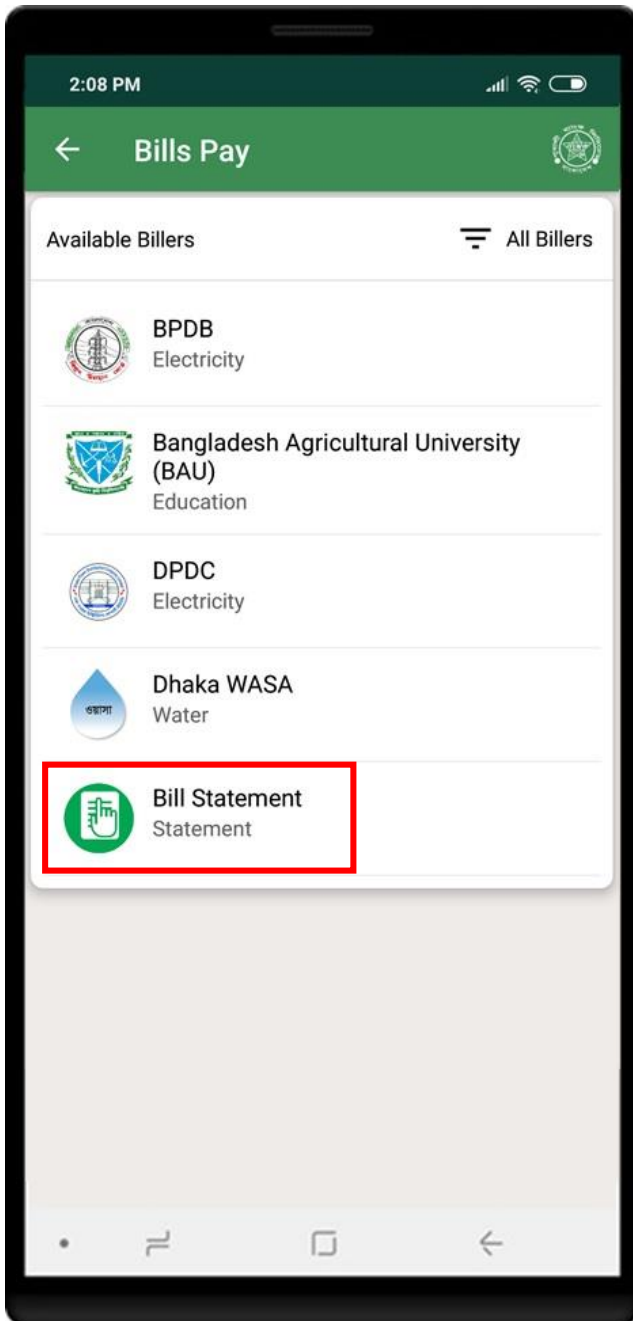 2:08 PM
Bills Pay
Available Billers
All Billers
BPDB
Electricity
Bangladesh Agricultural University
(BAU)
Education
DPDC
Electricity
ওয়াসা
Dhaka WASA
Water
Bill Statement
Statement